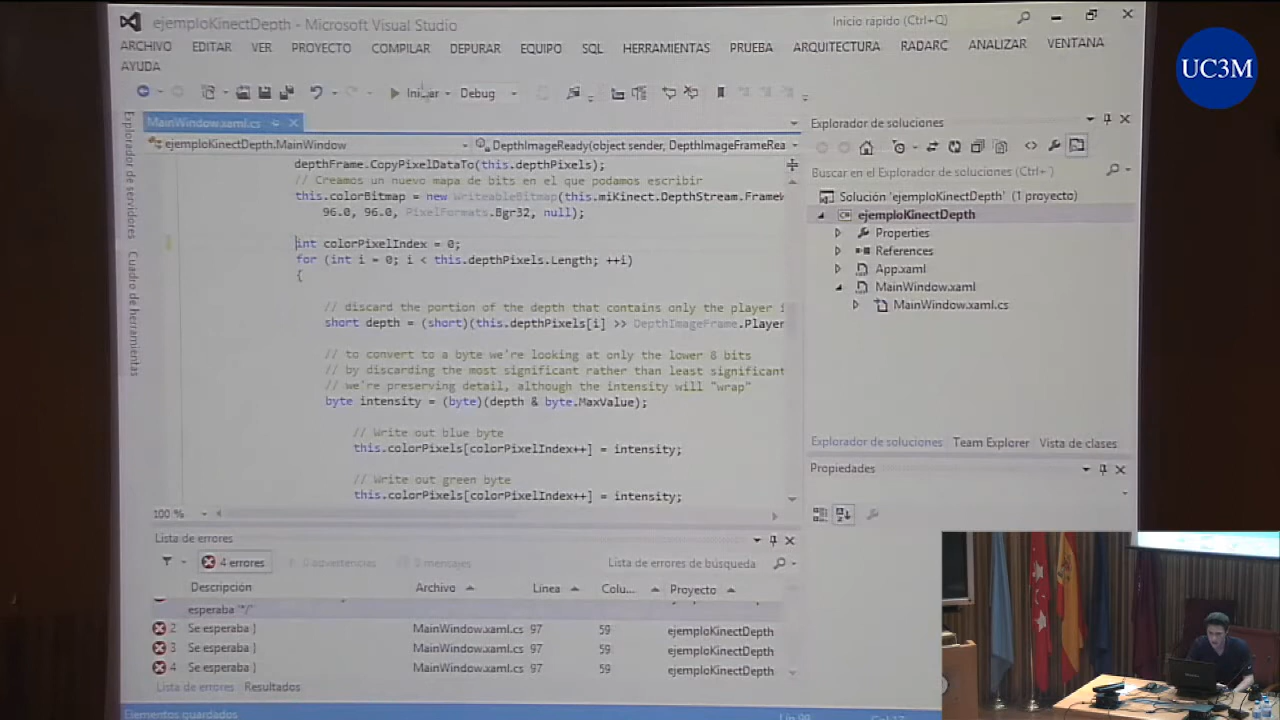 ejemploKinectDepth - Microsoft Visual Studio
Inicio rápido (Ctrl+Q)
UC3M
ARCHIVO EDITAR VER PROYECTO COMPILAR DEPURAR EQUIPO SQL HERRAMIENTAS PRUEBA ARQUITECTURA RADARC ANALIZAR VENTANA
AYUDA
Iniciar Debug
Explorador de servidores
Cuadro de herramientas
MainWindow.xaml.cs
ejemploKinectDepth.MainWindow
DepthImageReady(object sender, DepthImageFrameRea
depthFrame.CopyPixelDataTo(this.depthPixels);
// Creamos un nuevo mapa de bits en el que podamos escribir
this.colorBitmap = new WriteableBitmap(this.miKinect.DepthStream.FrameW
96.0, 96.0, PixelFormats.Bgr32, null);
int colorPixelIndex = 0;
for (int i = 0; i < this.depthPixels.Length; ++i)
{
// discard the portion of the depth that contains only the player i
short depth = (short)(this.depthPixels[i] >> DepthImageFrame.Player
// to convert to a byte we're looking at only the lower 8 bits
// by discarding the most significant rather than least significant
// we're preserving detail, although the intensity will "wrap"
byte intensity = (byte)(depth & byte.MaxValue);
// Write out blue byte
this.colorPixels[colorPixelIndex++] = intensity;
// Write out green byte
this.colorPixels[colorPixelIndex++] = intensity;
100 %
Explorador de soluciones
Buscar en el Explorador de soluciones (Ctrl+ )
Solución 'ejemploKinectDepth' (1 proyecto)
ejemploKinectDepth
Properties
References
App.xaml
MainWindow.xaml
MainWindow.xaml.cs
Explorador de soluciones Team Explorer Vista de clases
Propiedades
Lista de errores
4 errores 0 advertencias 2 mensajes
Lista de errores de búsqueda
Descripción Archivo Línea Colu... Proyecto
esperaba '*/'
2 Se esperaba } MainWindow.xaml.cs 97 59 ejemploKinectDepth
3 Se esperaba } MainWindow.xaml.cs 97 59 ejemploKinectDepth
4 Se esperaba } MainWindow.xaml.cs 97 59 ejemploKinectDepth
Lista de errores Resultados
Elementos guardados